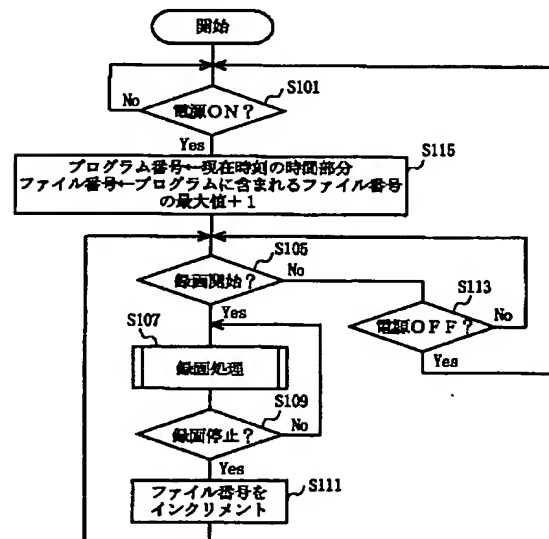 開始
S101
No
電源ON?
Yes
S115
プログラム番号←現在時刻の時間部分
ファイル番号←プログラムに含まれるファイル番号
の最大値+1
S105
録画開始?
No
S113
Yes
電源OFF?
No
S107
Yes
録画処理
S109
録画停止?
No
Yes
S111
ファイル番号を
インクリメント